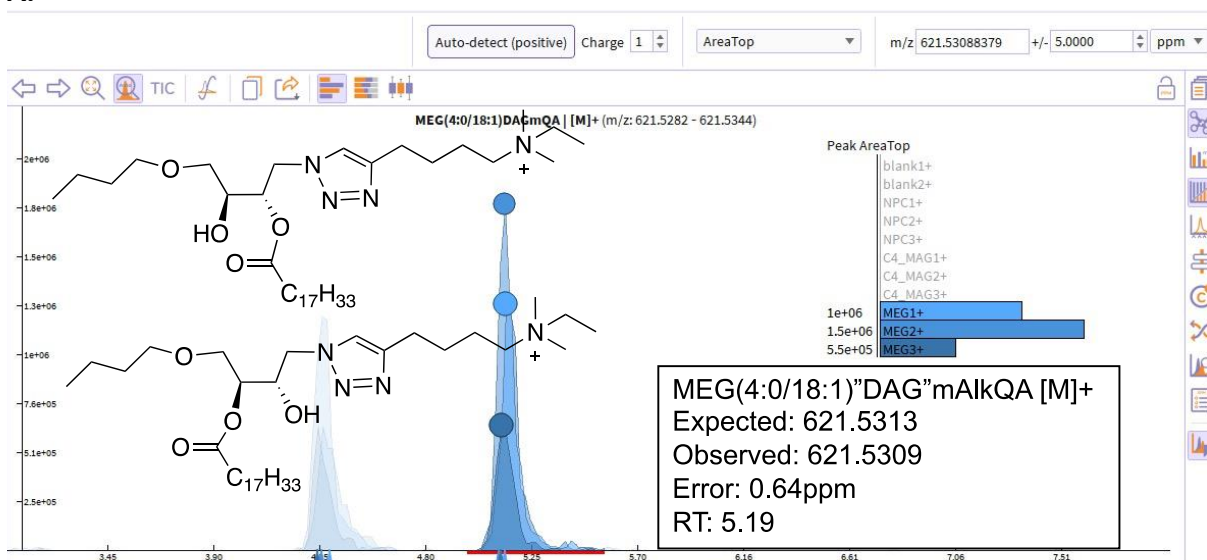 Auto-detect (positive) Charge 1 AreaTop m/z 621.53088379 +/- 5.0000 ppm
TIC
MEG(4:0/18:1)DAGmQA | [M]+ (m/z: 621.5282 - 621.5344)
Peak AreaTop
blank1+
blank2+
NPC1+
NPC2+
NPC3+
C4_MAG1+
C4_MAG2+
C4_MAG3+
1e+06 MEG1+
1.5e+06 MEG2+
5.5e+05 MEG3+
2e+06
1.8e+06
1.5e+06
1.3e+06
1e+06
7.6e+05
5.1e+05
2.5e+05
O N N=N N +
HO O
O
C17H33
O N N=N N +
O OH
O
C17H33
MEG(4:0/18:1)”DAG”mAlkQA [M]+
Expected: 621.5313
Observed: 621.5309
Error: 0.64ppm
RT: 5.19
3.45 3.90 4.80 5.25 5.70 6.16 6.61 7.06 7.51